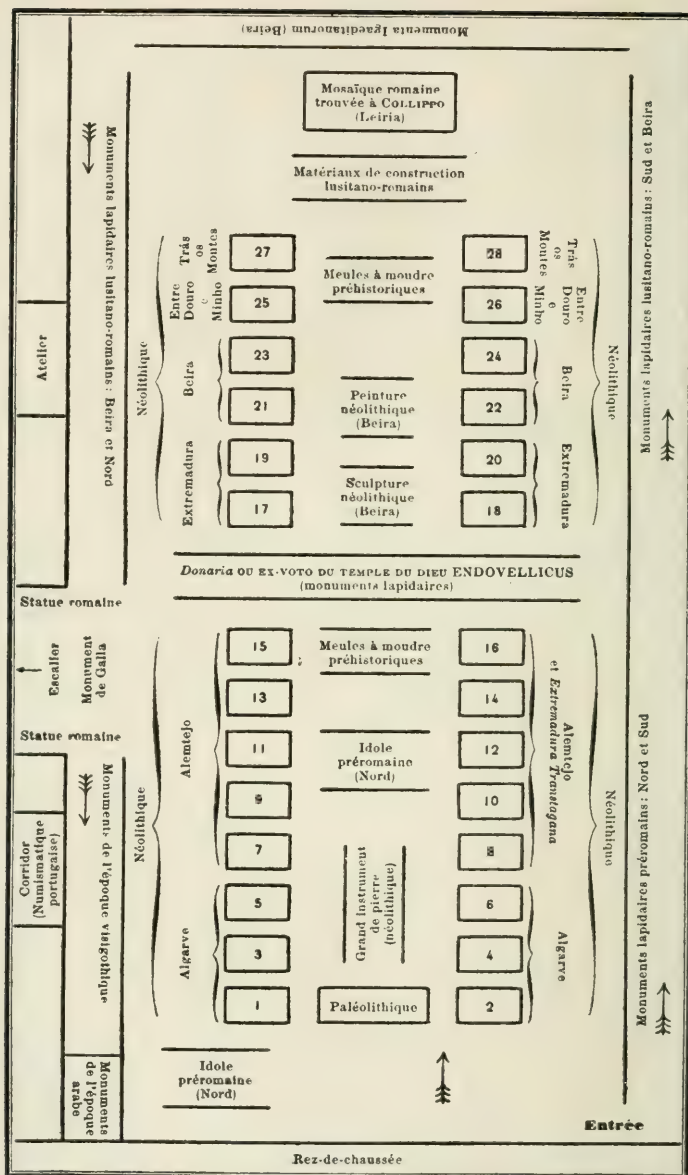 Monumenta Igaeditanorum (Beira)
Mosaïque romaine
trouvée à COLLIPPO
(Leiria)
Matériaux de construction
lusitano-romains
Monuments lapidaires lusitano-romains : Beira et Nord
Atelier
Néolithique
Trás
os
Montes
27
Entre
Douro
e
Minho
25
Beira
23
21
Extremadura
19
17
Meules à moudre
préhistoriques
Peinture
néolithique
(Beira)
Sculpture
néolithique
(Beira)
28
Trás
os
Montes
26
Entre
Douro
e
Minho
24
22
Beira
20
18
Extremadura
Néolithique
Monuments lapidaires lusitano-romains : Sud et Beira
Donaria OU EX-VOTO DU TEMPLE DU DIEU ENDOVELLICUS
(monuments lapidaires)
Statue romaine
Escalier
Monument
de Galla
Statue romaine
Corridor
(Numismatique
portugaise)
Monuments de l'époque visigothique
Monuments
de l'époque
arabe
Néolithique
Alemtejo
15
13
11
9
7
Algarve
5
3
1
Meules à moudre
préhistoriques
Idole
préromaine
(Nord)
Grand instrument
de pierre
(néolithique)
Paléolithique
16
14
12
10
8
Alemtejo
et Extremadura Transtagana
6
4
2
Algarve
Néolithique
Monuments lapidaires préromains : Nord et Sud
Idole
préromaine
(Nord)
Entrée
Rez-de-chaussée